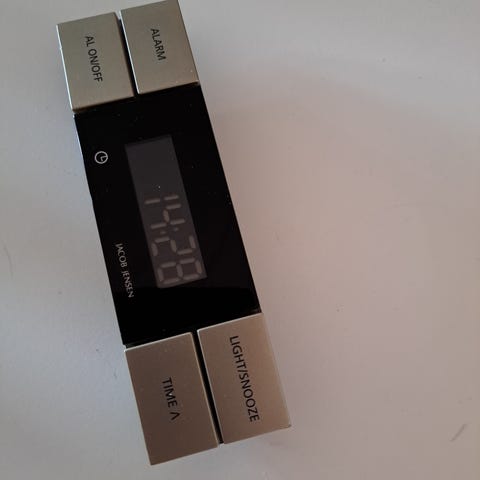 ALARM
LIGHT/SNOOZE
14:28
AL ON/OFF
JACOB JENSEN
TIME Λ